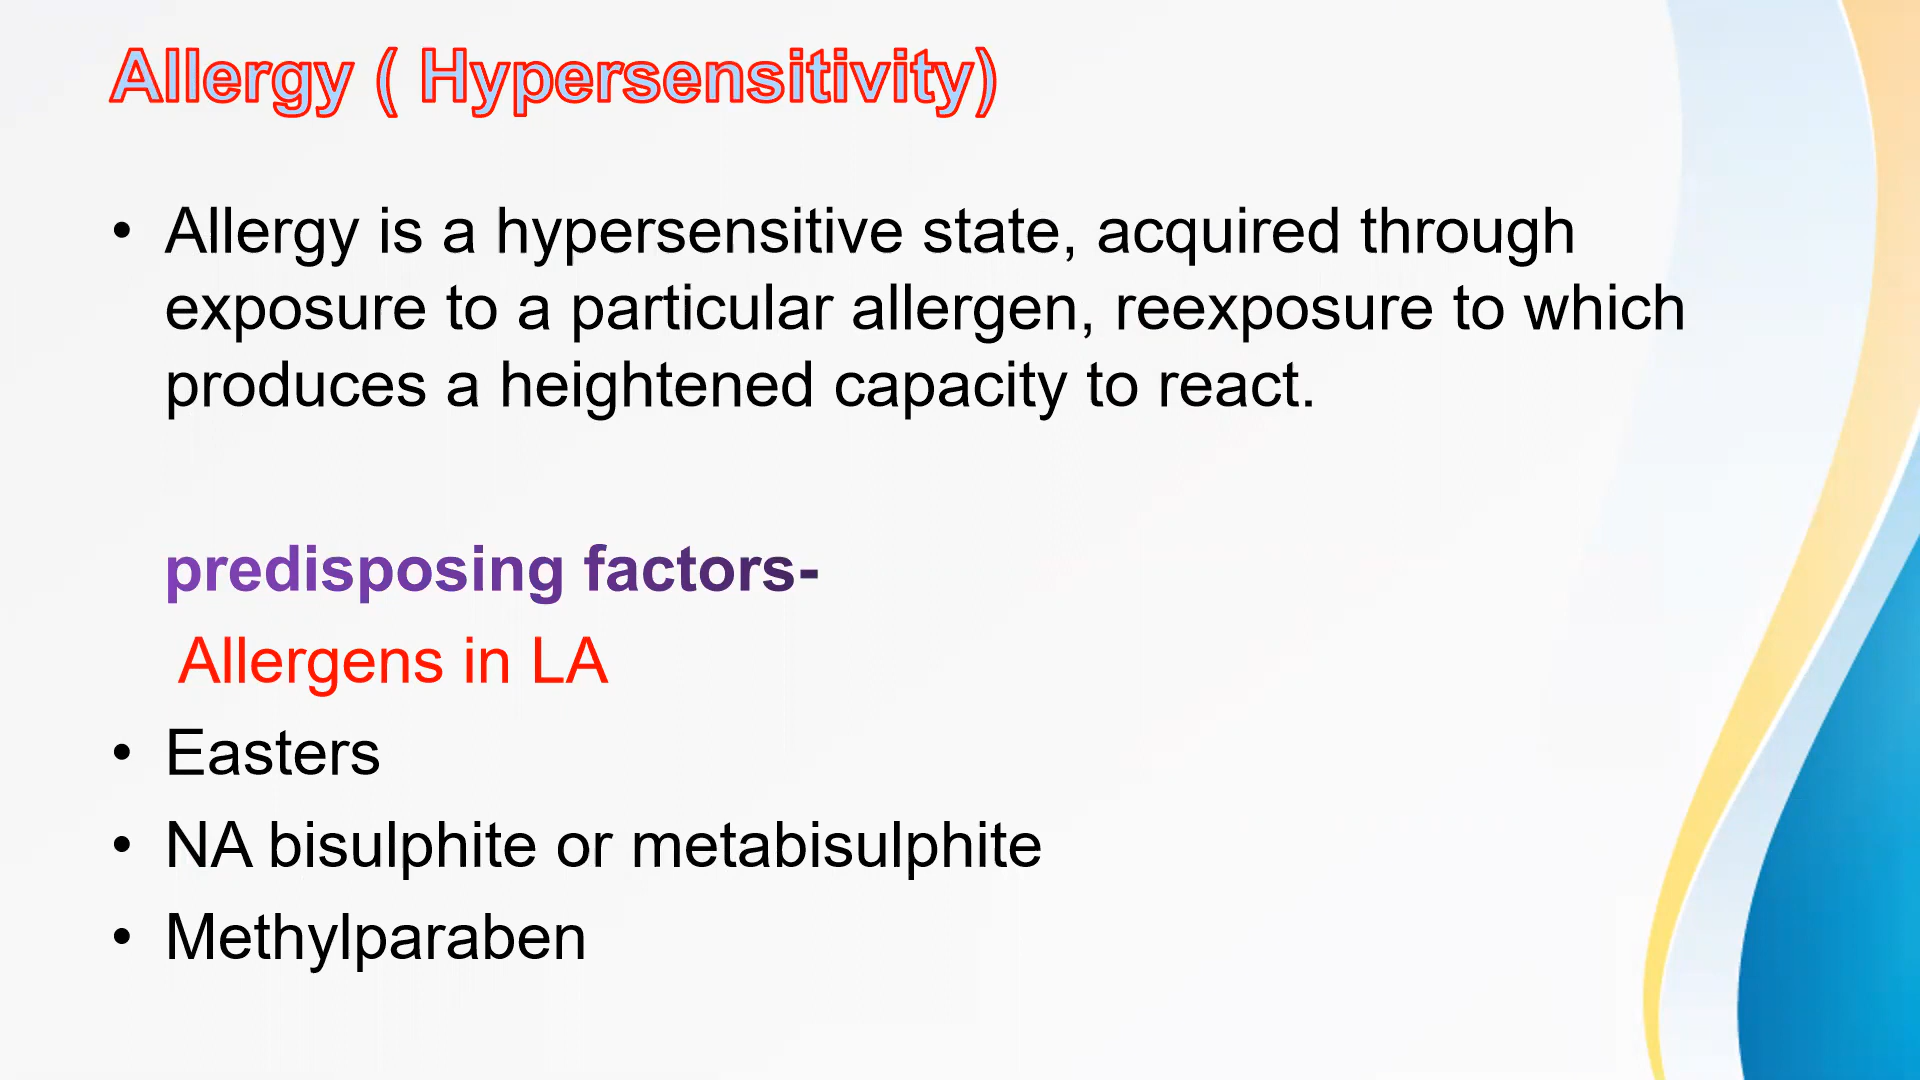 Allergy ( Hypersensitivity)
• Allergy is a hypersensitive state, acquired through
exposure to a particular allergen, reexposure to which
produces a heightened capacity to react.
predisposing factors-
Allergens in LA
• Easters
• NA bisulphite or metabisulphite
• Methylparaben